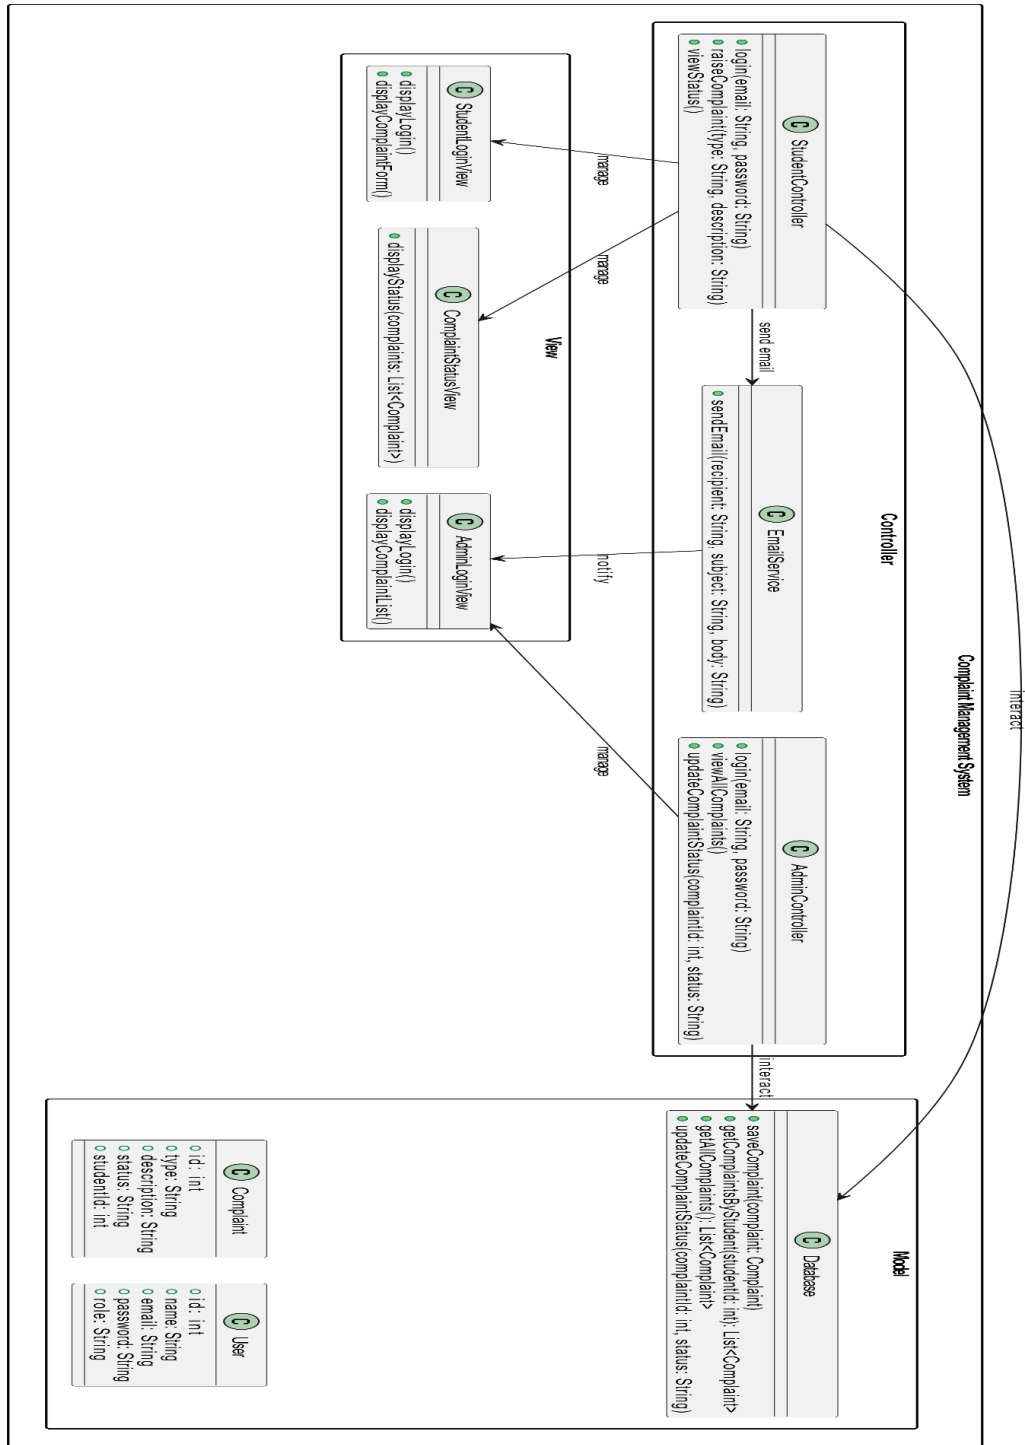 Complaint Management System
Controller
C StudentController
login(email: String, password: String)
raiseComplaint(type: String, description: String)
viewStatus()
C EmailService
sendEmail(recipient: String, subject: String, body: String)
C AdminController
login(email: String, password: String)
viewAllComplaints()
updateComplaintStatus(complaintId: int, status: String)
Model
C Database
saveComplaint(complaint: Complaint)
getComplaintsByStudent(studentId: int): List<Complaint>
getAllComplaints(): List<Complaint>
updateComplaintStatus(complaintId: int, status: String)
C Complaint
id: int
type: String
description: String
status: String
studentId: int
C User
id: int
name: String
email: String
password: String
role: String
View
C StudentLoginView
displayLogin()
displayComplaintForm()
C ComplaintStatusView
displayStatus(complaints: List<Complaint>)
C AdminLoginView
displayLogin()
displayComplaintList()
interact
send email
interact
manage
manage
notify
manage